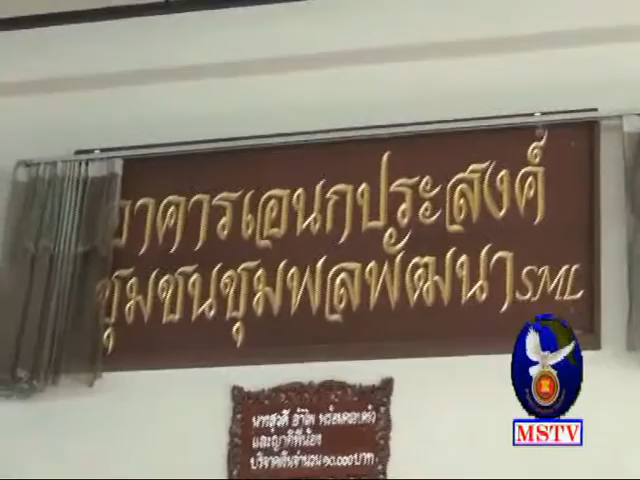 อาคารเอนกประสงค์
ชุมชนชุมพลพัฒนา SML
และญาติพี่น้อง
บริจาคเงินจำนวน ๑๐,๐๐๐ บาท
MSTV